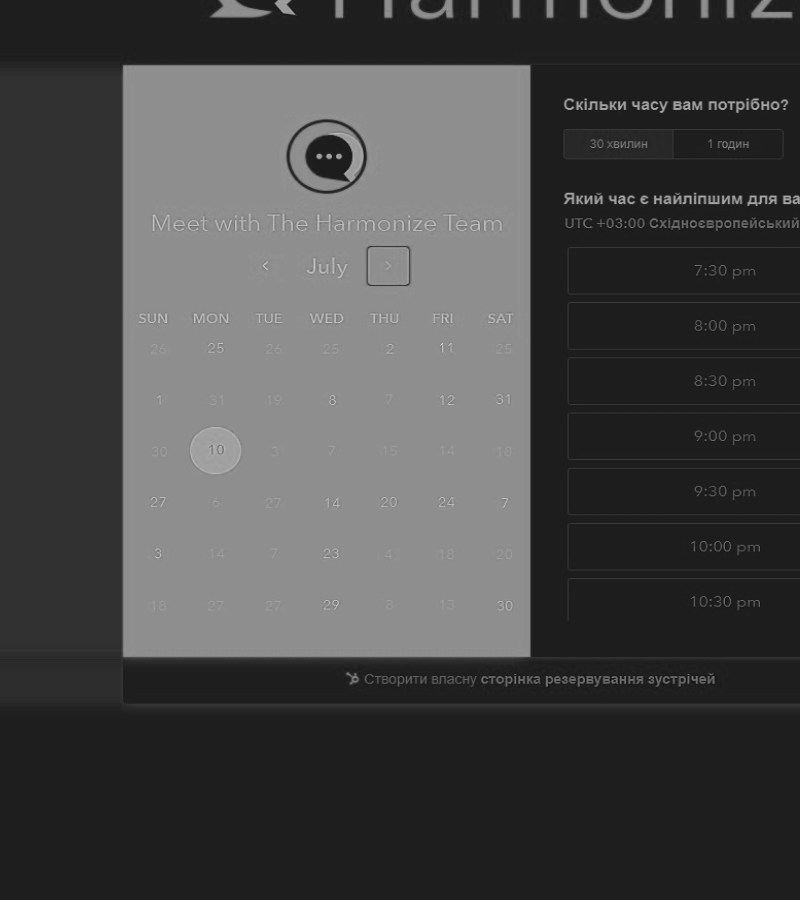 Harmoniz
Meet with The Harmonize Team
< July >
SUN MON TUE WED THU FRI SAT
26 25 26 25 2 11 25
1 31 19 8 7 12 31
30 10 3 7 15 14 18
27 6 27 14 20 24 7
3 14 7 23 4 18 20
18 27 27 29 8 13 30
Скільки часу вам потрібно?
30 хвилин 1 годин
Який час є найліпшим для ва
UTC +03:00 Східноєвропейський
7:30 pm
8:00 pm
8:30 pm
9:00 pm
9:30 pm
10:00 pm
10:30 pm
Створити власну сторінка резервування зустрічей